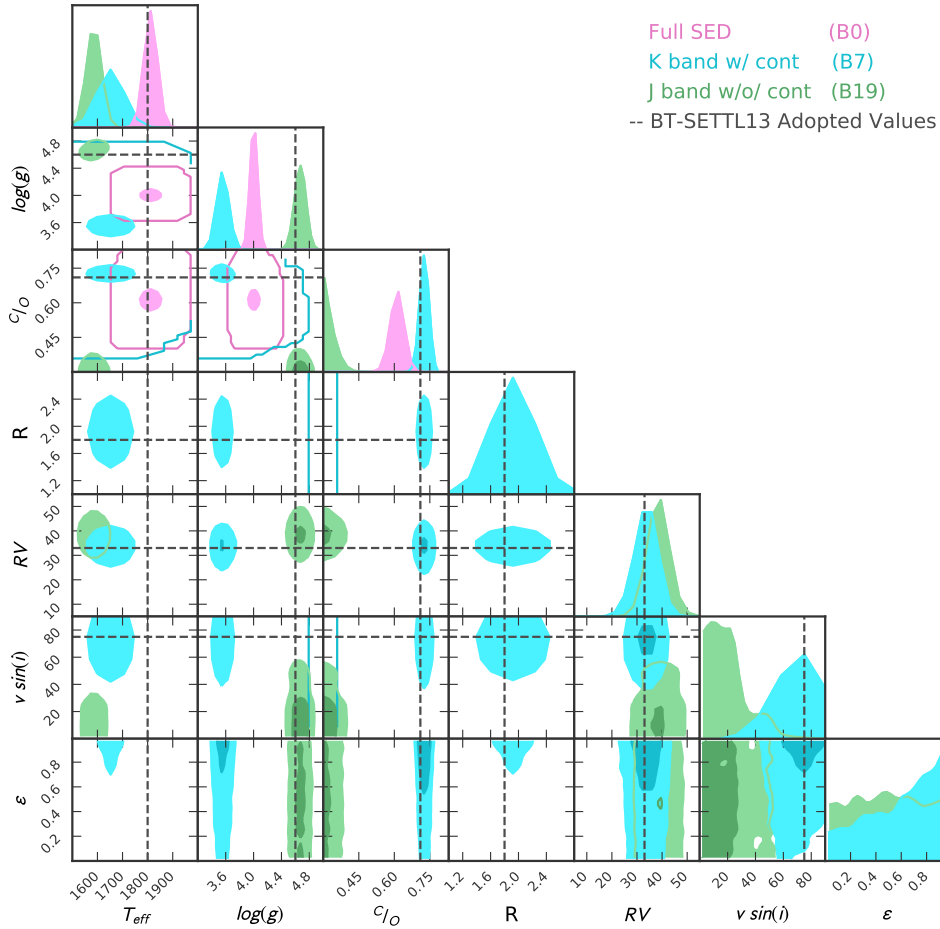 Full SED (B0)
K band w/ cont (B7)
J band w/o/ cont (B19)
-- BT-SETTL13 Adopted Values
log(g)
4.8
4.4
4.0
3.6
C/O
0.75
0.60
0.45
R
2.4
2.0
1.6
1.2
RV
50
40
30
20
10
v sin(i)
80
60
40
20
ε
0.8
0.6
0.4
0.2
1600 1700 1800 1900 3.6 4.0 4.4 4.8 0.45 0.60 0.75 1.2 1.6 2.0 2.4 10 20 30 40 50 20 40 60 80 0.2 0.4 0.6 0.8
Teff log(g) C/O R RV v sin(i) ε